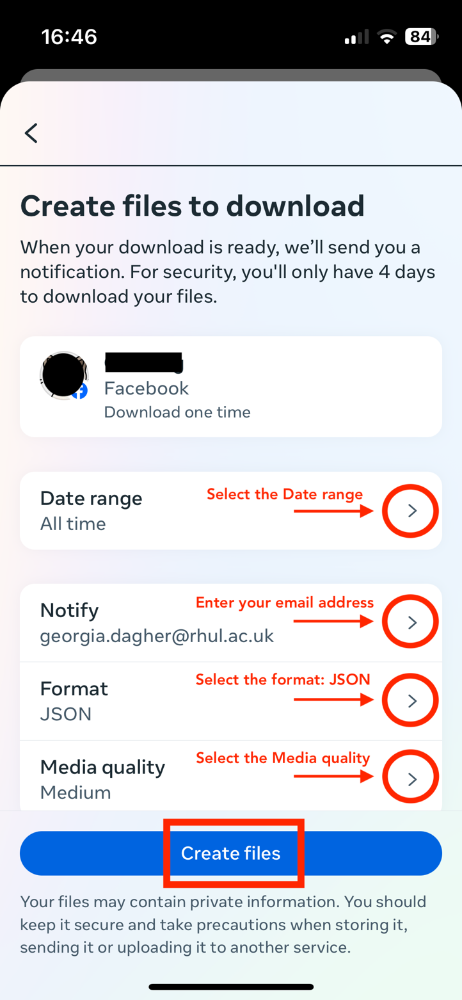 16:46
84
Create files to download
When your download is ready, we’ll send you a
notification. For security, you'll only have 4 days
to download your files.
Facebook
Download one time
Date range
Select the Date range
All time
Notify
Enter your email address
georgia.dagher@rhul.ac.uk
Format
Select the format: JSON
JSON
Media quality
Select the Media quality
Medium
Create files
Your files may contain private information. You should
keep it secure and take precautions when storing it,
sending it or uploading it to another service.